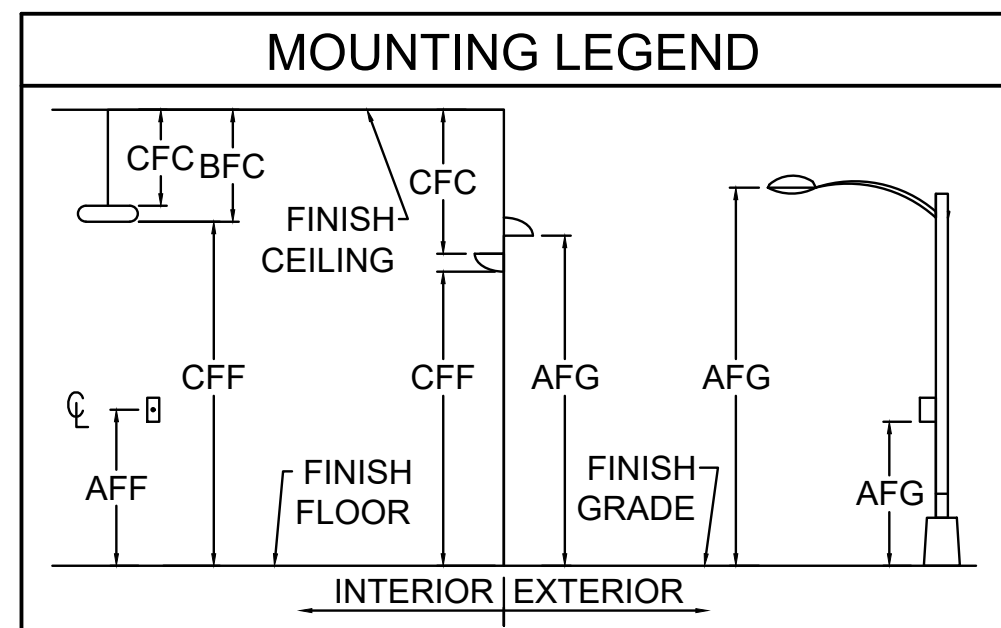 MOUNTING LEGEND
CFC
BFC
CFC
FINISH
CEILING
CFF
CFF
AFG
AFG
℄
AFF
FINISH
FLOOR
FINISH
GRADE
AFG
INTERIOR
EXTERIOR